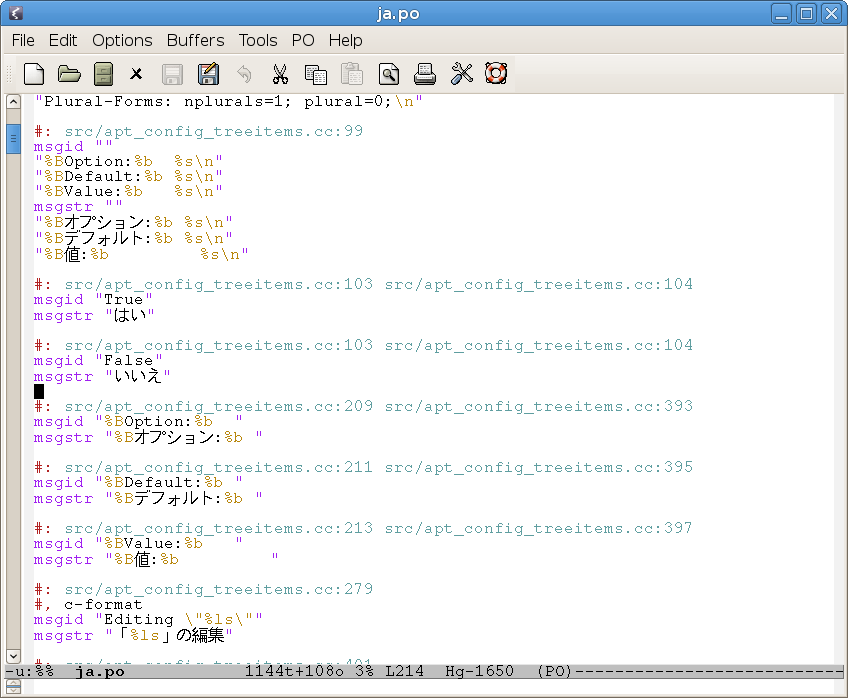 ja.po
File Edit Options Buffers Tools PO Help
"Plural-Forms: nplurals=1; plural=0;\n"
#: src/apt_config_treeitems.cc:99
msgid ""
"%BOption:%b  %s\n"
"%BDefault:%b %s\n"
"%BValue:%b   %s\n"
msgstr ""
"%Bオプション:%b %s\n"
"%Bデフォルト:%b %s\n"
"%B値:%b         %s\n"
#: src/apt_config_treeitems.cc:103 src/apt_config_treeitems.cc:104
msgid "True"
msgstr "はい"
#: src/apt_config_treeitems.cc:103 src/apt_config_treeitems.cc:104
msgid "False"
msgstr "いいえ"
#: src/apt_config_treeitems.cc:209 src/apt_config_treeitems.cc:393
msgid "%BOption:%b  "
msgstr "%Bオプション:%b "
#: src/apt_config_treeitems.cc:211 src/apt_config_treeitems.cc:395
msgid "%BDefault:%b "
msgstr "%Bデフォルト:%b "
#: src/apt_config_treeitems.cc:213 src/apt_config_treeitems.cc:397
msgid "%BValue:%b   "
msgstr "%B値:%b         "
#: src/apt_config_treeitems.cc:279
#, c-format
msgid "Editing \"%ls\""
msgstr "「%ls」の編集"
#: src/apt_config_treeitems.cc:401
-u:%%  ja.po            1144t+108o 3% L214  Hg-1650  (PO)---------------------------